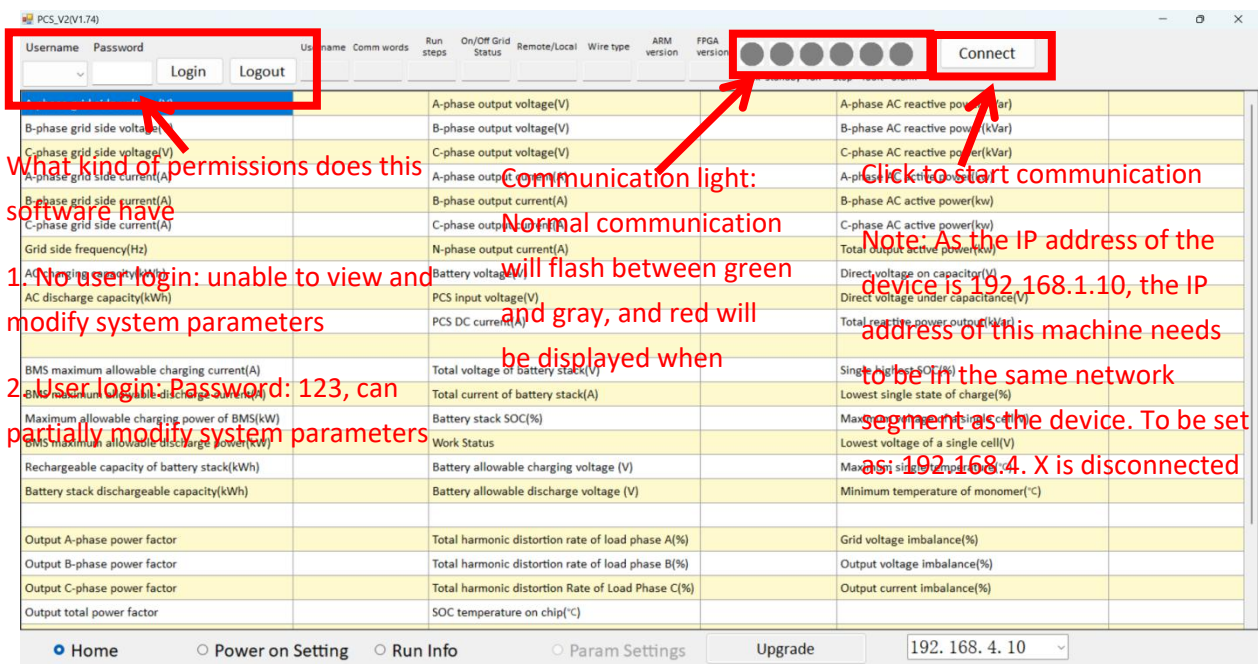 PCS_V2(V1.74)
Username Password
Login Logout
Username Comm words Run steps On/Off Grid Status Remote/Local Wire type ARM version FPGA version
Connect
A-phase output voltage(V)
B-phase grid side voltage(V) B-phase output voltage(V) B-phase AC reactive power(kVar)
C-phase grid side voltage(V) C-phase output voltage(V) C-phase AC reactive power(kVar)
A-phase grid side current(A) A-phase output current(A)
B-phase grid side current(A) B-phase output current(A) B-phase AC active power(kw)
C-phase grid side current(A) C-phase output current(A) C-phase AC active power(kw)
Grid side frequency(Hz) N-phase output current(A) Total output active power(kw)
AC charging capacity(kWh) Battery voltage(V) Direct voltage on capacitor(V)
AC discharge capacity(kWh) PCS input voltage(V) Direct voltage under capacitance(V)
PCS DC current(A) Total reactive power output(kVar)
BMS maximum allowable charging current(A) Total voltage of battery stack(V) Single highest SOC(%)
BMS maximum allowable discharge current(A) Total current of battery stack(A) Lowest single state of charge(%)
Maximum allowable charging power of BMS(kW) Battery stack SOC(%) Maximum voltage of a single cell(V)
BMS maximum allowable discharge power(kW) Work Status Lowest voltage of a single cell(V)
Rechargeable capacity of battery stack(kWh) Battery allowable charging voltage (V) Maximum single temperature(°C)
Battery stack dischargeable capacity(kWh) Battery allowable discharge voltage (V) Minimum temperature of monomer(°C)
Output A-phase power factor Total harmonic distortion rate of load phase A(%) Grid voltage imbalance(%)
Output B-phase power factor Total harmonic distortion rate of load phase B(%) Output voltage imbalance(%)
Output C-phase power factor Total harmonic distortion Rate of Load Phase C(%) Output current imbalance(%)
Output total power factor SOC temperature on chip(°C)
What kind of permissions does this
software have
1. No user login: unable to view and
modify system parameters
2. User login: Password: 123, can
partially modify system parameters
Communication light:
Normal communication
will flash between green
and gray, and red will
be displayed when
Click to start communication
Note: As the IP address of the
device is 192.168.1.10, the IP
address of this machine needs
to be in the same network
segment as the device. To be set
as: 192.168.4. X is disconnected
Home Power on Setting Run Info Param Settings Upgrade 192. 168. 4. 10